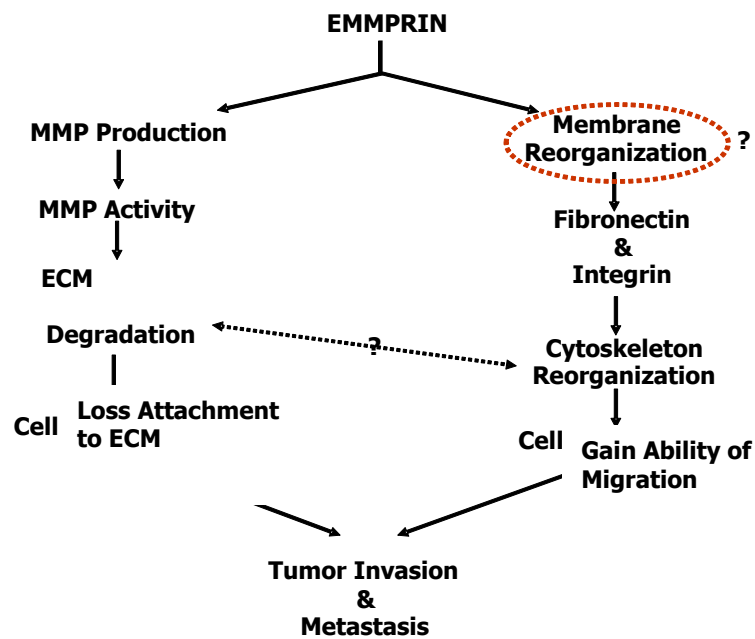 EMMPRIN
MMP Production
MMP Activity
ECM
Degradation
Cell
Loss Attachment
to ECM
Membrane
Reorganization
?
Fibronectin
&
Integrin
?
Cytoskeleton
Reorganization
Cell
Gain Ability of
Migration
Tumor Invasion
&
Metastasis